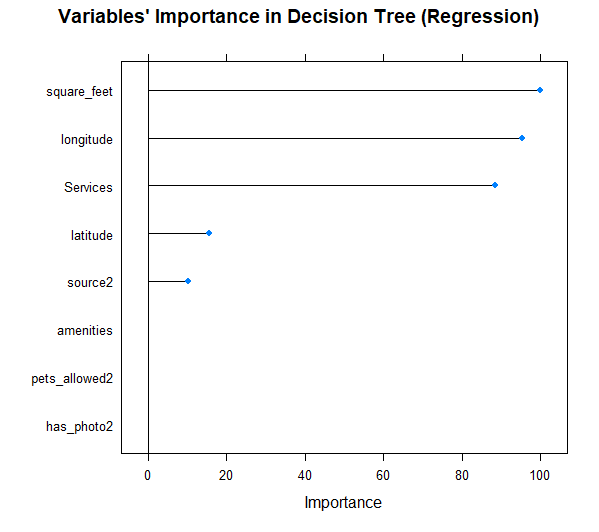 Variables' Importance in Decision Tree (Regression)
square_feet
longitude
Services
latitude
source2
amenities
pets_allowed2
has_photo2
0 20 40 60 80 100
Importance